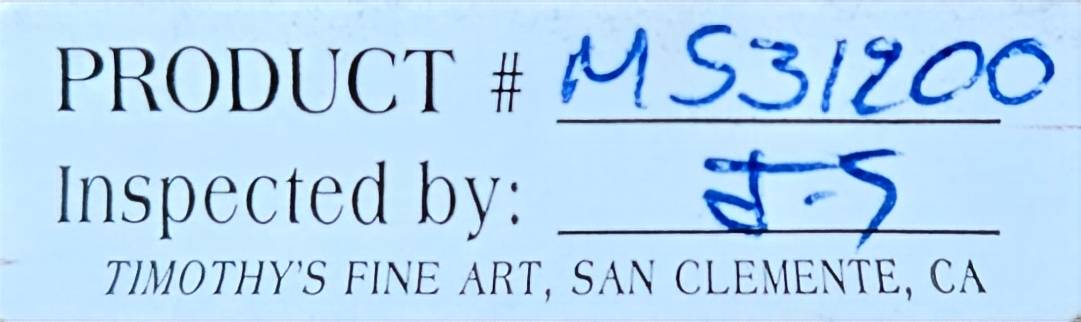 PRODUCT # MS31200
Inspected by: J.S
TIMOTHY'S FINE ART, SAN CLEMENTE, CA